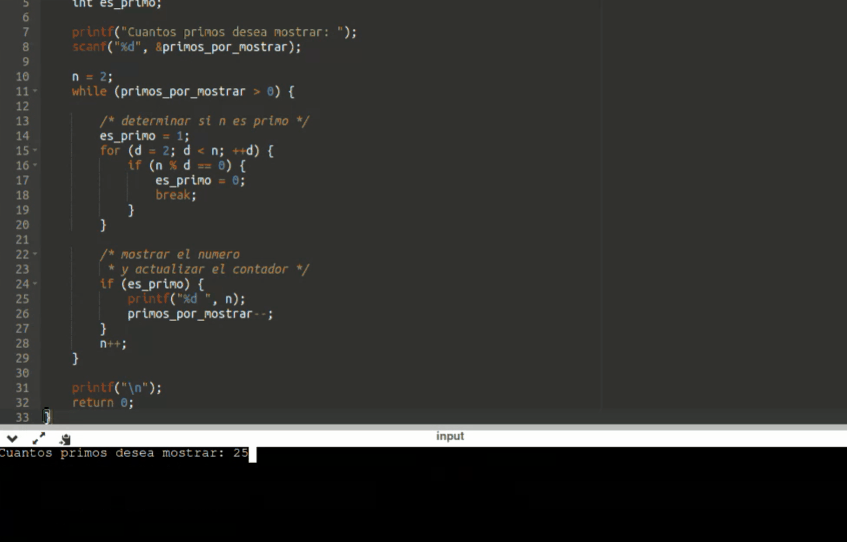 5 int es_primo;
6
7 printf("Cuantos primos desea mostrar: ");
8 scanf("%d", &primos_por_mostrar);
9
10 n = 2;
11 while (primos_por_mostrar > 0) {
12
13 /* determinar si n es primo */
14 es_primo = 1;
15 for (d = 2; d < n; ++d) {
16 if (n % d == 0) {
17 es_primo = 0;
18 break;
19 }
20 }
21
22 /* mostrar el numero
23 * y actualizar el contador */
24 if (es_primo) {
25 printf("%d ", n);
26 primos_por_mostrar--;
27 }
28 n++;
29 }
30
31 printf("\n");
32 return 0;
33 }
input
Cuantos primos desea mostrar: 25